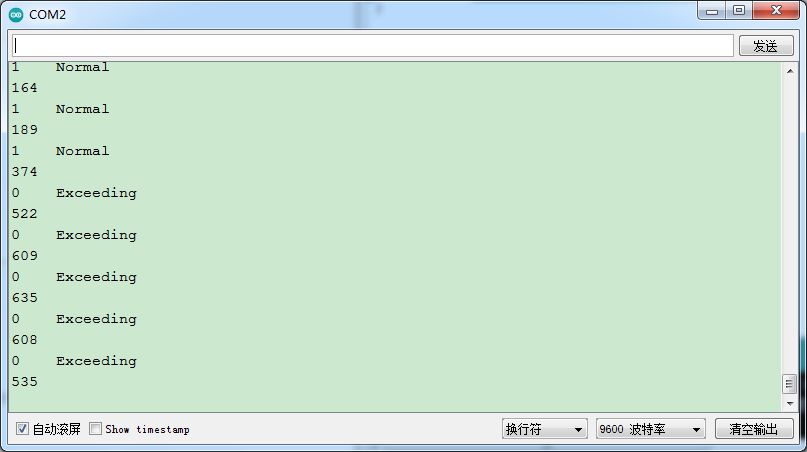 COM2
发送
1 Normal
164
1 Normal
189
1 Normal
374
0 Exceeding
522
0 Exceeding
609
0 Exceeding
635
0 Exceeding
608
0 Exceeding
535
自动滚屏 Show timestamp 换行符 9600 波特率 清空输出